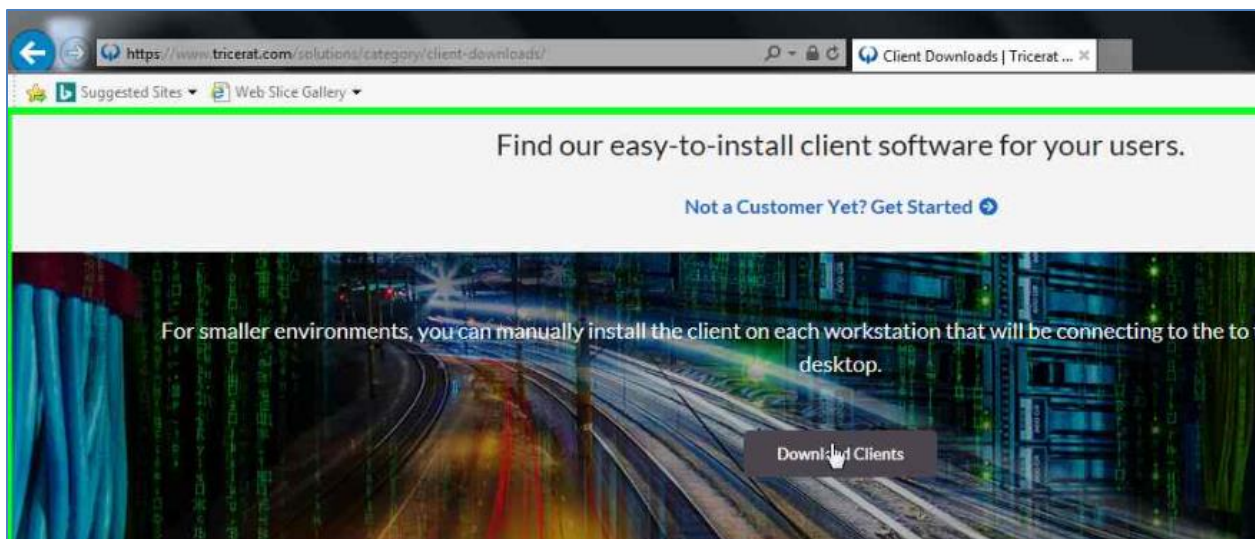 https://www.tricerat.com/solutions/category/client-downloads/
Client Downloads | Tricerat ...
Suggested Sites
Web Slice Gallery
Find our easy-to-install client software for your users.
Not a Customer Yet? Get Started
For smaller environments, you can manually install the client on each workstation that will be connecting to the to
desktop.
Download Clients